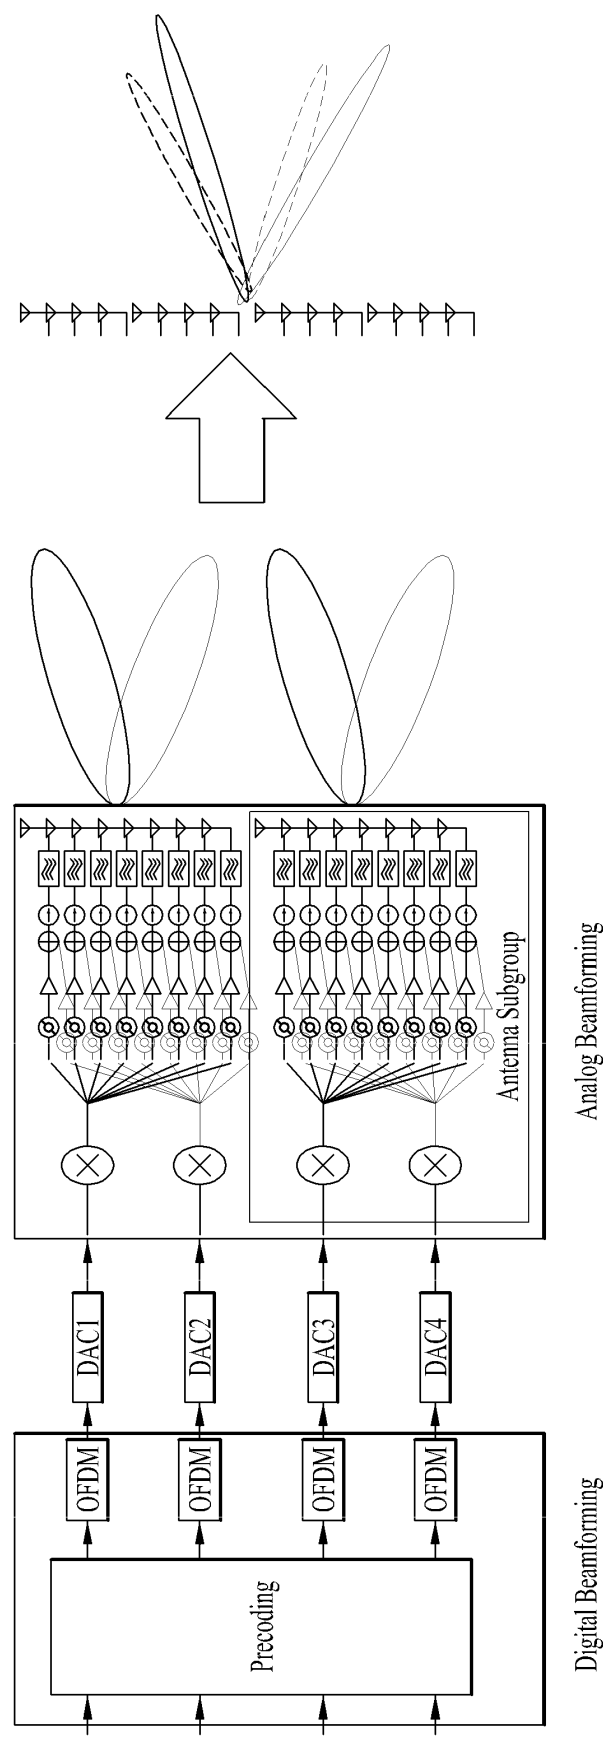 Precoding
OFDM
OFDM
OFDM
OFDM
DAC1
DAC2
DAC3
DAC4
Antenna Subgroup
Digital Beamforming
Analog Beamforming